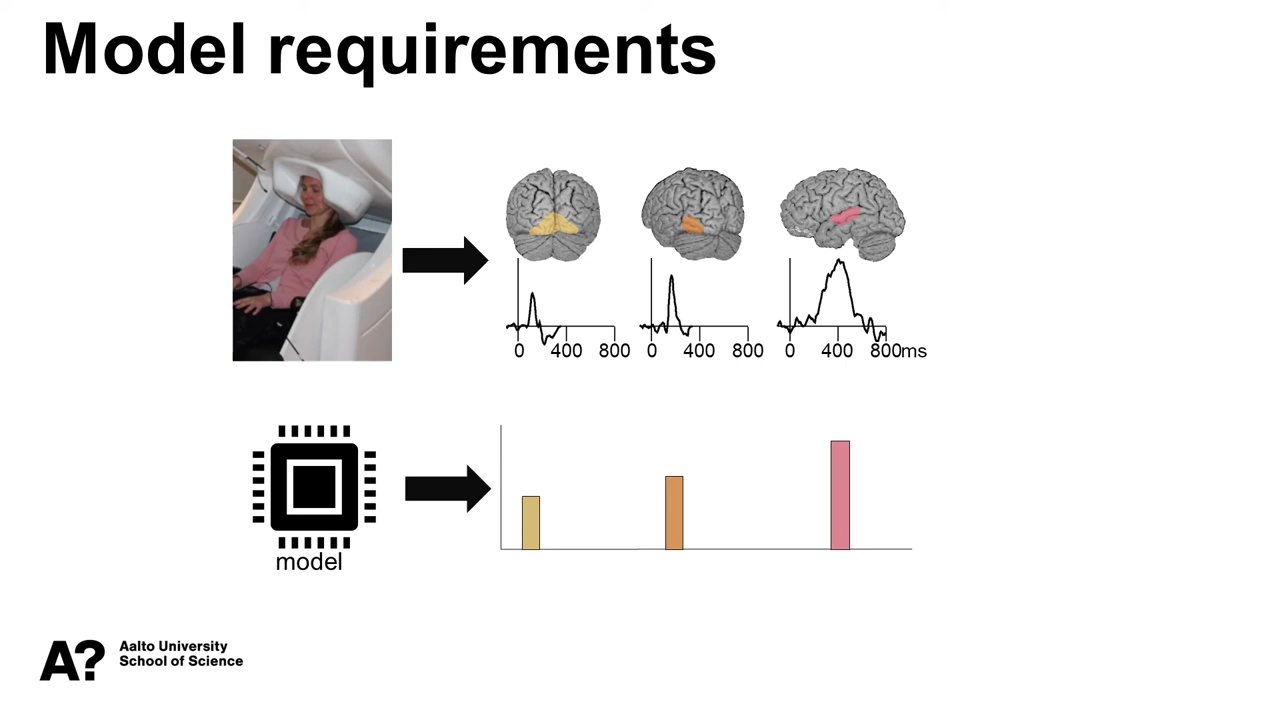 Model requirements
0 400 800 0 400 800 0 400 800ms
model
A?
Aalto University
School of Science